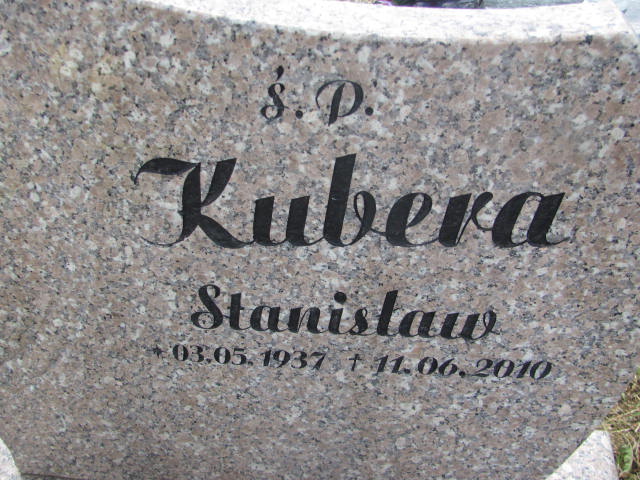 ś. P.
Kubera
Stanisław
* 03.05.1937 † 11.06.2010